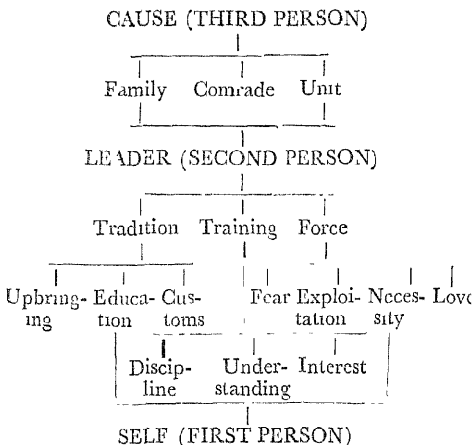 CAUSE (THIRD PERSON)
Family Comrade Unit
LEADER (SECOND PERSON)
Tradition Training Force
Upbring- Educa- Cus- Fear Exploi- Neces- Love
ing tion toms tation sity
Discip- Under- Interest
line standing
SELF (FIRST PERSON)